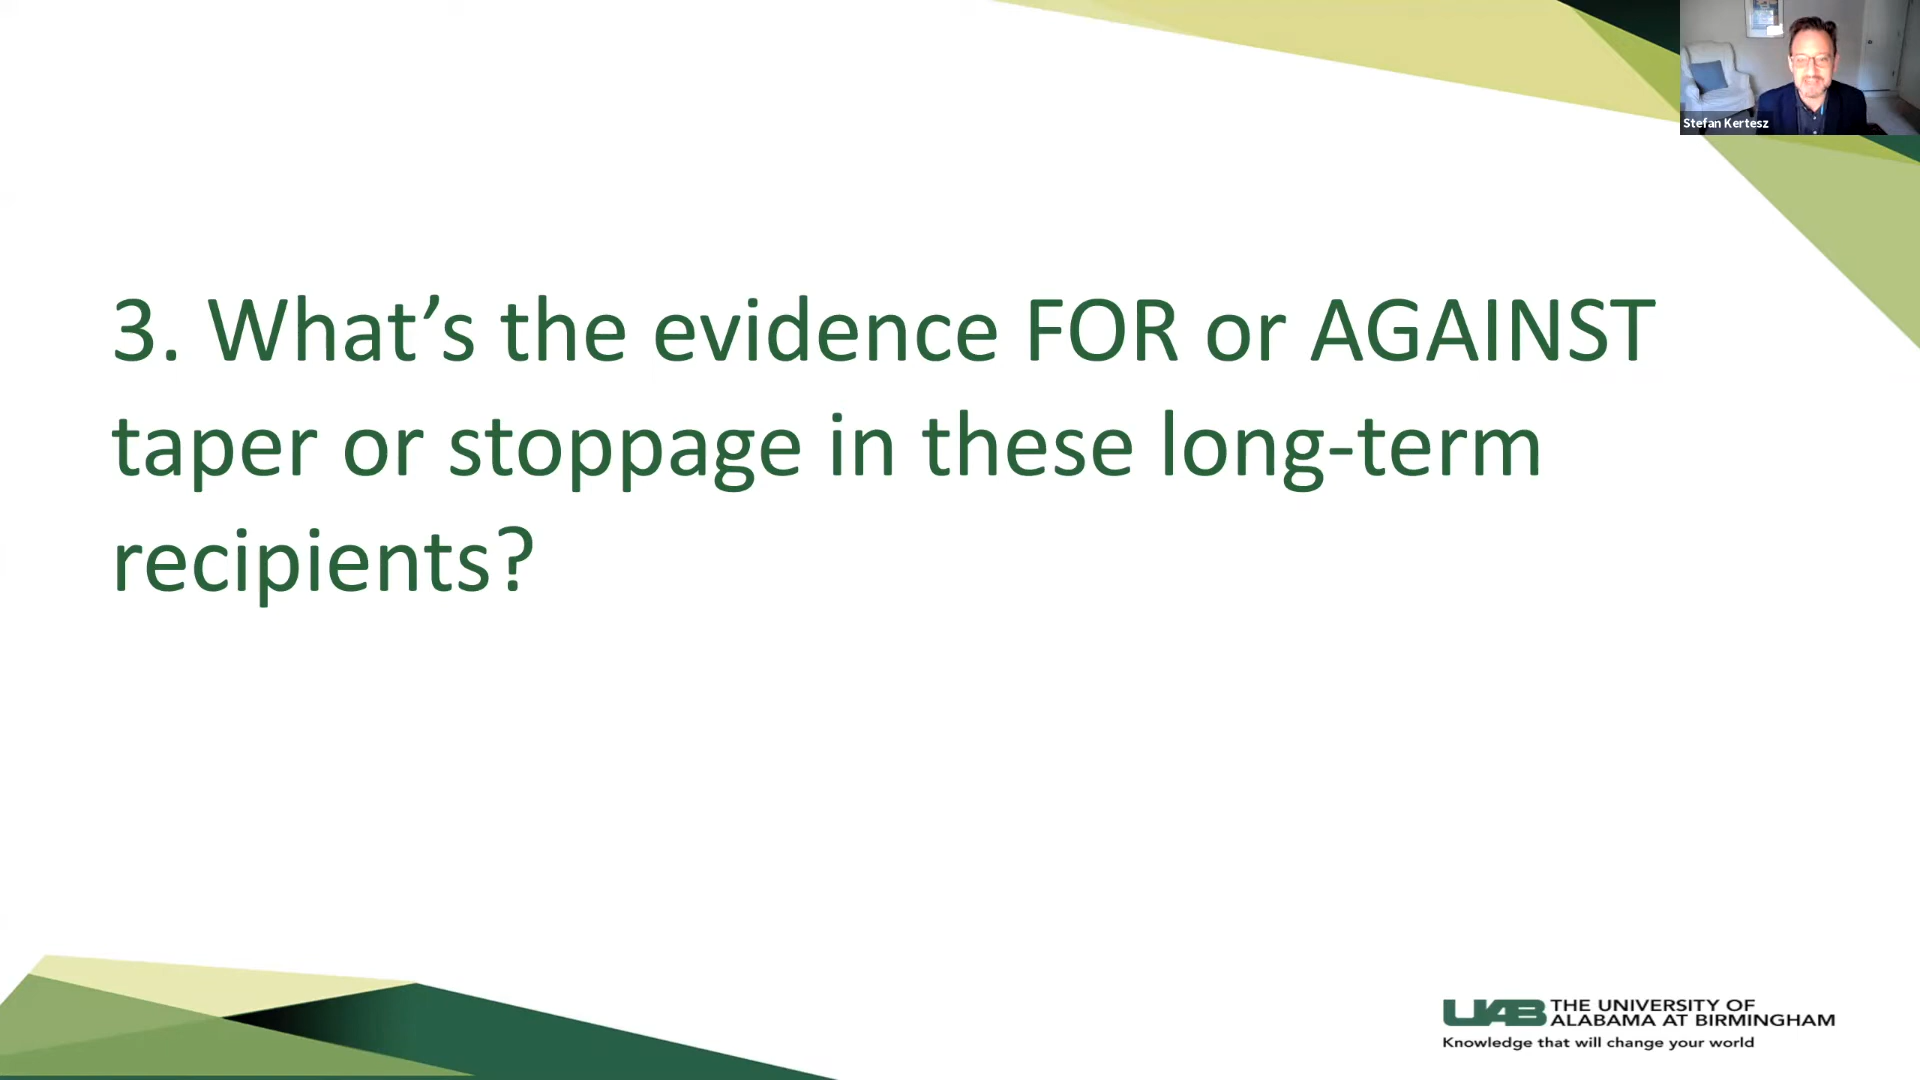 Stefan Kertesz
3. What’s the evidence FOR or AGAINST
taper or stoppage in these long-term
recipients?
UAB THE UNIVERSITY OF
ALABAMA AT BIRMINGHAM
Knowledge that will change your world